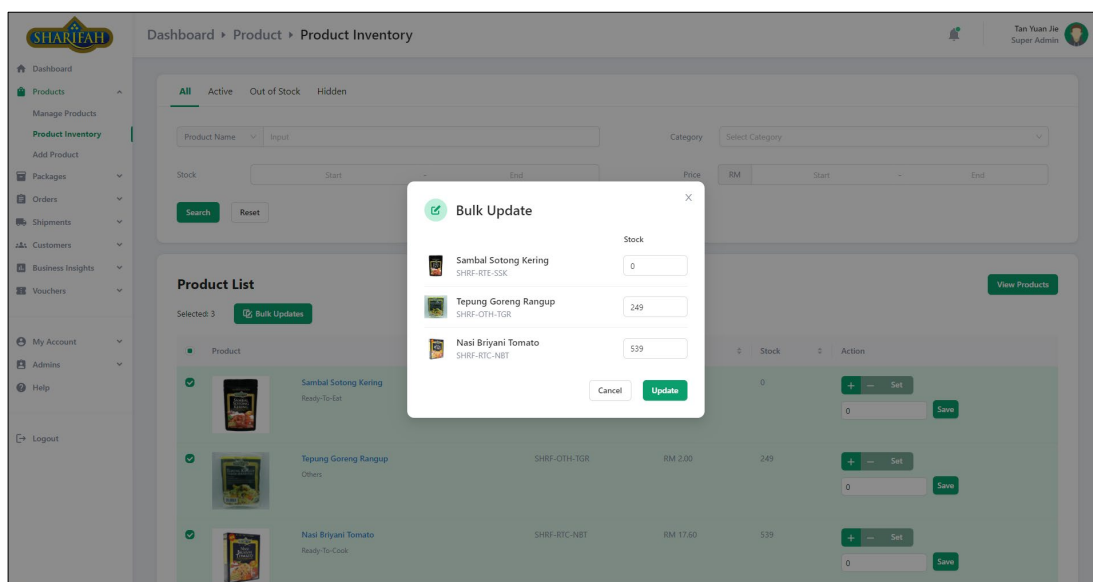 SHARIFAH
Dashboard ▸ Product ▸ Product Inventory
Tan Yuan Jie
Super Admin
Dashboard
Products
Manage Products
Product Inventory
Add Product
Packages
Orders
Shipments
Customers
Business Insights
Vouchers
My Account
Admins
Help
Logout
All Active Out of Stock Hidden
Product Name Input
Category Select Category
Stock Start - End
Price RM Start - End
Search Reset
Bulk Update
Stock
Sambal Sotong Kering
SHRF-RTE-SSK
0
Tepung Goreng Rangup
SHRF-OTH-TGR
249
Nasi Briyani Tomato
SHRF-RTC-NBT
539
Cancel Update
Product List
View Products
Selected: 3 Bulk Updates
Product Stock Action
Sambal Sotong Kering 0 + - Set
Ready-To-Eat
0 Save
Tepung Goreng Rangup SHRF-OTH-TGR RM 2.00 249 + - Set
Others
0 Save
Nasi Briyani Tomato SHRF-RTC-NBT RM 17.60 539 + - Set
Ready-To-Cook
0 Save